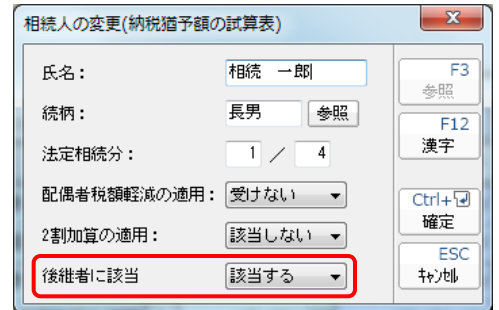 相続人の変更(納税猶予額の試算表)
氏名： 相続　一郎
続柄： 長男 参照
法定相続分： 1 ／ 4
配偶者税額軽減の適用： 受けない
2割加算の適用： 該当しない
後継者に該当 該当する
F3
参照
F12
漢字
Ctrl+
確定
ESC
ｷｬﾝｾﾙ